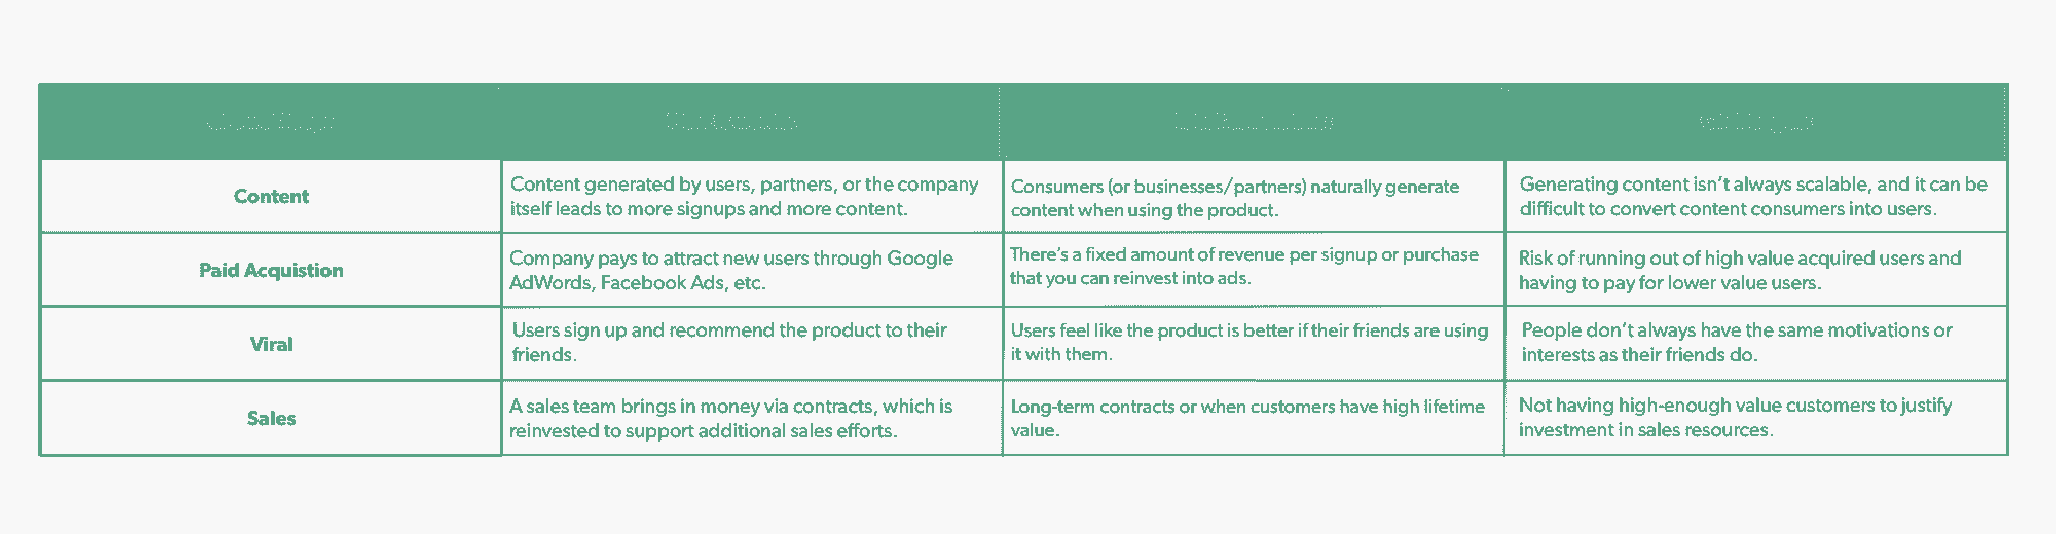 Content
Content generated by users, partners, or the company
itself leads to more signups and more content.
Consumers (or businesses/partners) naturally generate
content when using the product.
Generating content isn't always scalable, and it can be
difficult to convert content consumers into users.
Paid Acquistion
Company pays to attract new users through Google
AdWords, Facebook Ads, etc.
There's a fixed amount of revenue per signup or purchase
that you can reinvest into ads.
Risk of running out of high value acquired users and
having to pay for lower value users.
Viral
Users sign up and recommend the product to their
friends.
Users feel like the product is better if their friends are using
it with them.
People don't always have the same motivations or
interests as their friends do.
Sales
A sales team brings in money via contracts, which is
reinvested to support additional sales efforts.
Long-term contracts or when customers have high lifetime
value.
Not having high-enough value customers to justify
investment in sales resources.